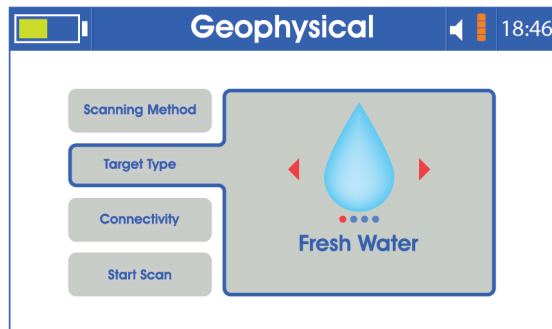 Geophysical
18:46
Scanning Method
Target Type
Connectivity
Start Scan
Fresh Water